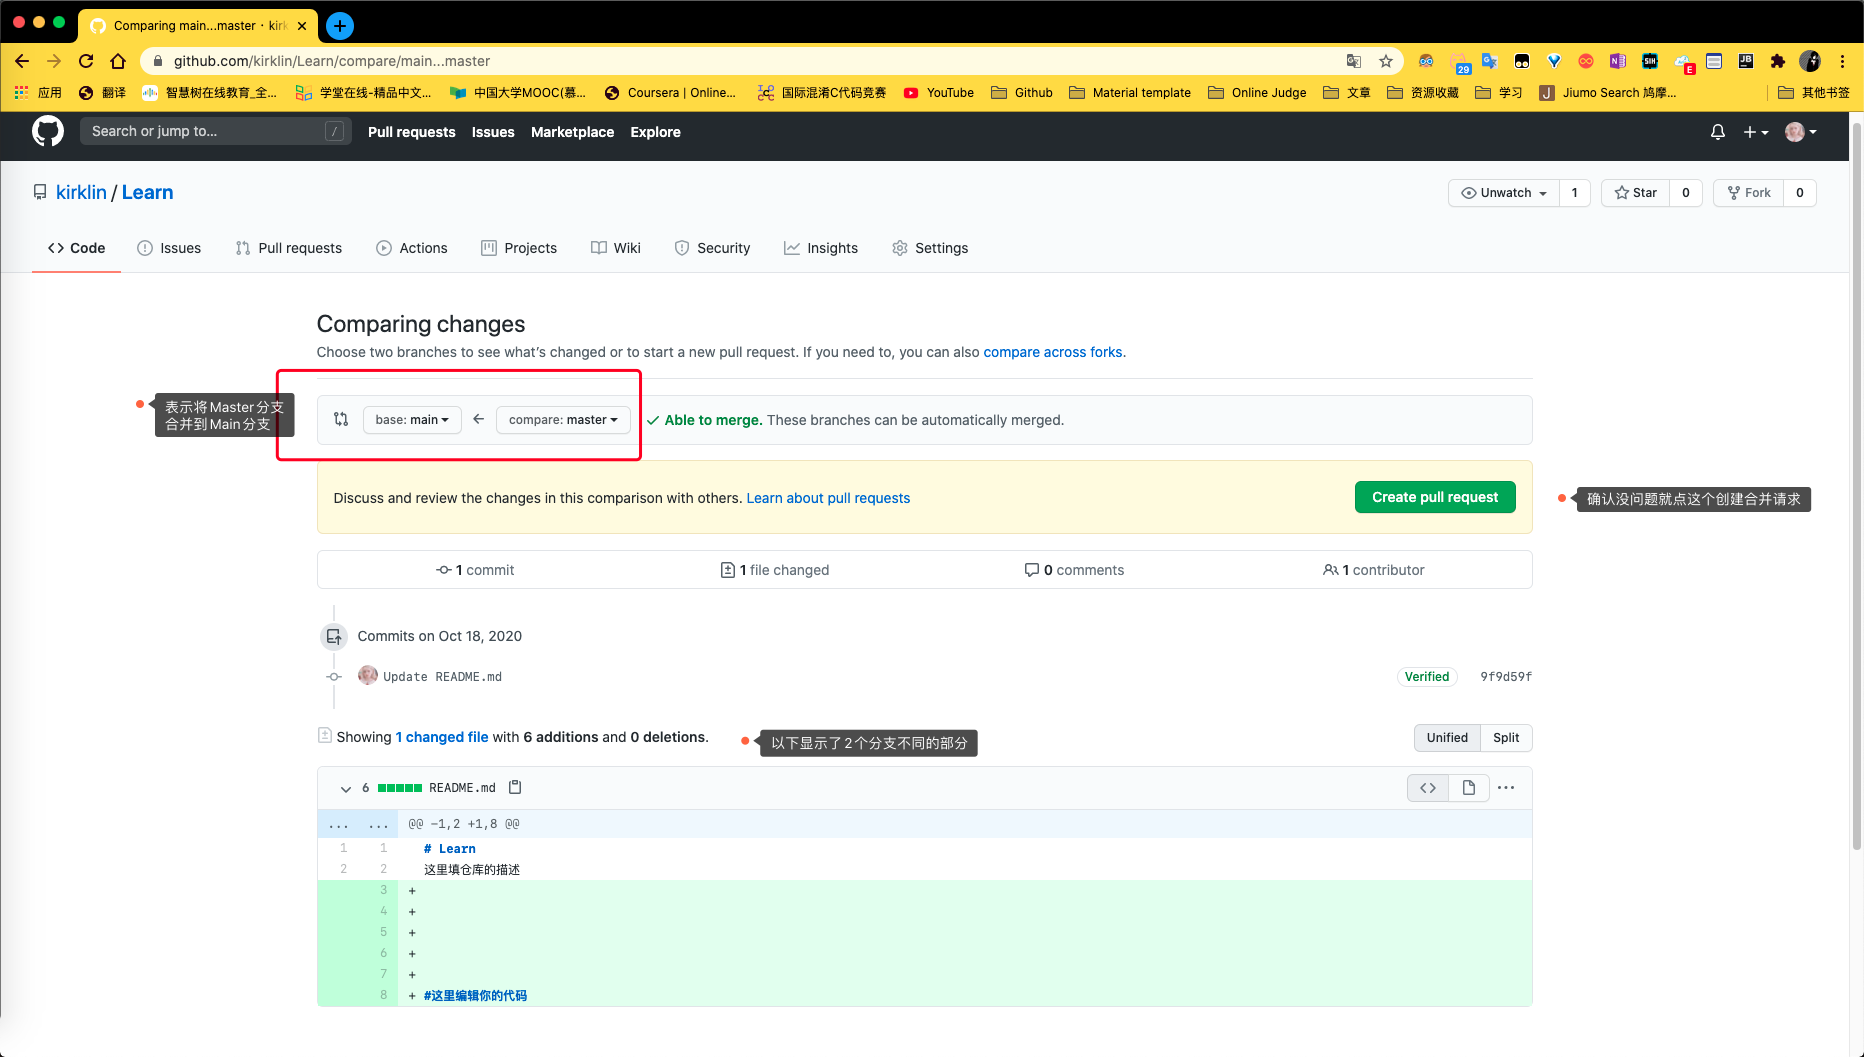 Comparing main...master · kirk
github.com/kirklin/Learn/compare/main...master
29
E
应用 翻译 智慧树在线教育_全... 学堂在线-精品中文... 中国大学MOOC(慕... Coursera | Online... 国际混淆C代码竞赛 YouTube Github Material template Online Judge 文章 资源收藏 学习 Jiumo Search 鸠摩... 其他书签
Search or jump to... / Pull requests Issues Marketplace Explore
kirklin / Learn
Unwatch 1 Star 0 Fork 0
Code Issues Pull requests Actions Projects Wiki Security Insights Settings
Comparing changes
Choose two branches to see what's changed or to start a new pull request. If you need to, you can also compare across forks.
表示将Master分支
合并到Main分支
base: main compare: master Able to merge. These branches can be automatically merged.
Discuss and review the changes in this comparison with others. Learn about pull requests
Create pull request
确认没问题就点这个创建合并请求
1 commit 1 file changed 0 comments 1 contributor
Commits on Oct 18, 2020
Update README.md Verified 9f9d59f
Showing 1 changed file with 6 additions and 0 deletions.
以下显示了2个分支不同的部分
Unified Split
6 README.md
... ... @@ -1,2 +1,8 @@
1 1 # Learn
2 2 这里填仓库的描述
3 +
4 +
5 +
6 +
7 +
8 + #这里编辑你的代码